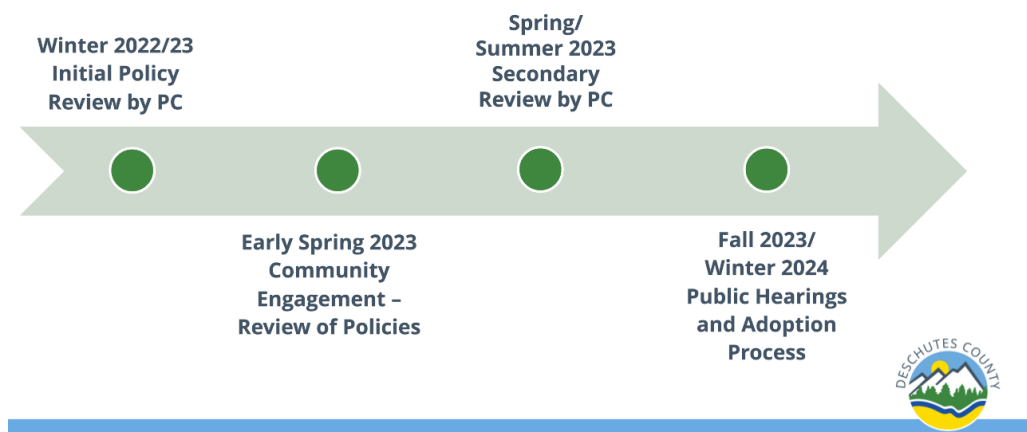 Winter 2022/23
Initial Policy
Review by PC
Early Spring 2023
Community
Engagement –
Review of Policies
Spring/
Summer 2023
Secondary
Review by PC
Fall 2023/
Winter 2024
Public Hearings
and Adoption
Process
DESCHUTES COUNTY